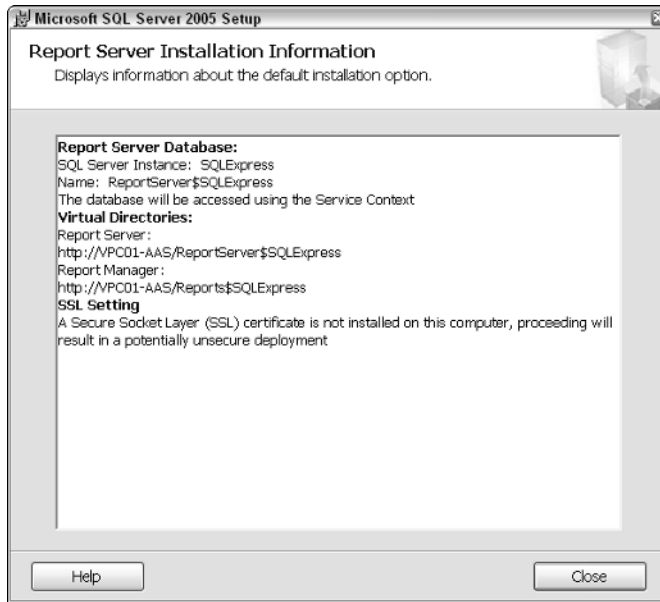 Microsoft SQL Server 2005 Setup
Report Server Installation Information
Displays information about the default installation option.
Report Server Database:
SQL Server Instance: SQLExpress
Name: ReportServer$SQLExpress
The database will be accessed using the Service Context
Virtual Directories:
Report Server:
http://VPC01-AAS/ReportServer$SQLExpress
Report Manager:
http://VPC01-AAS/Reports$SQLExpress
SSL Setting
A Secure Socket Layer (SSL) certificate is not installed on this computer, proceeding will
result in a potentially unsecure deployment
Help
Close